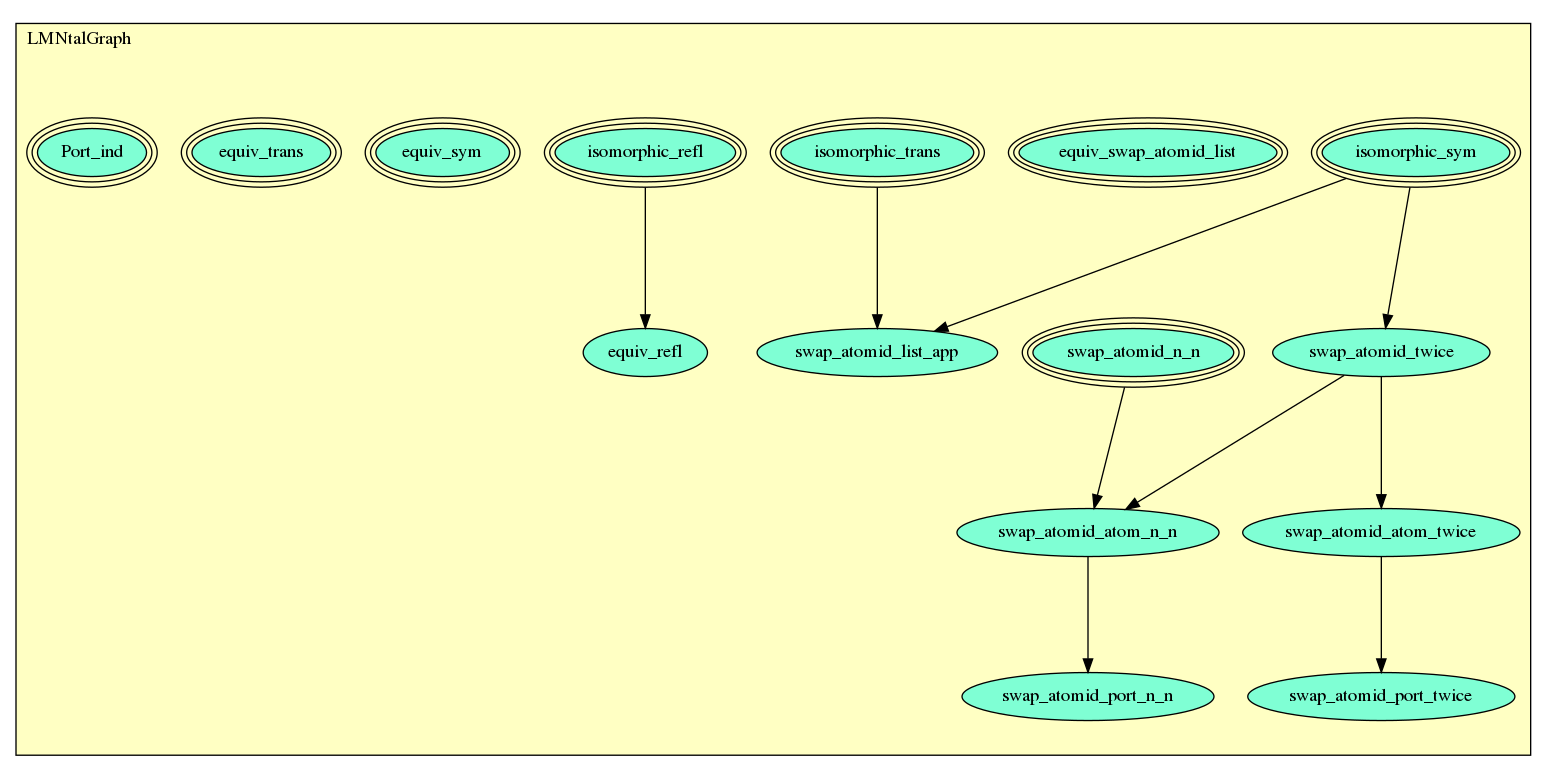 LMNtalGraph
Port_ind
equiv_trans
equiv_sym
isomorphic_refl
isomorphic_trans
equiv_swap_atomid_list
isomorphic_sym
equiv_refl
swap_atomid_list_app
swap_atomid_n_n
swap_atomid_twice
swap_atomid_atom_n_n
swap_atomid_atom_twice
swap_atomid_port_n_n
swap_atomid_port_twice